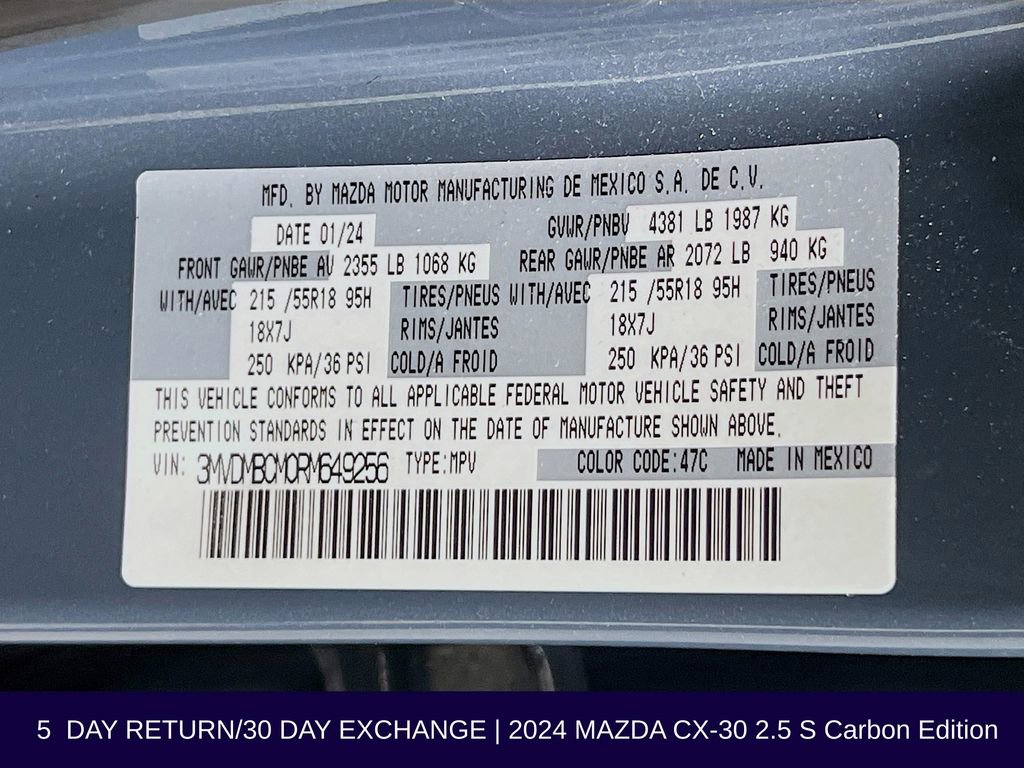 MFD. BY MAZDA MOTOR MANUFACTURING DE MEXICO S.A. DE C.V.
DATE 01/24 GVWR/PNBV 4381 LB 1987 KG
FRONT GAWR/PNBE AV 2355 LB 1068 KG REAR GAWR/PNBE AR 2072 LB 940 KG
WITH/AVEC 215 /55R18 95H TIRES/PNEUS WITH/AVEC 215 /55R18 95H TIRES/PNEUS
18X7J RIMS/JANTES 18X7J RIMS/JANTES
250 KPA/36 PSI COLD/A FROID 250 KPA/36 PSI COLD/A FROID
THIS VEHICLE CONFORMS TO ALL APPLICABLE FEDERAL MOTOR VEHICLE SAFETY AND THEFT
PREVENTION STANDARDS IN EFFECT ON THE DATE OF MANUFACTURE SHOWN ABOVE.
VIN: 3MVDMBCM0RM649256 TYPE:MPV COLOR CODE:47C MADE IN MEXICO
5 DAY RETURN/30 DAY EXCHANGE | 2024 MAZDA CX-30 2.5 S Carbon Edition